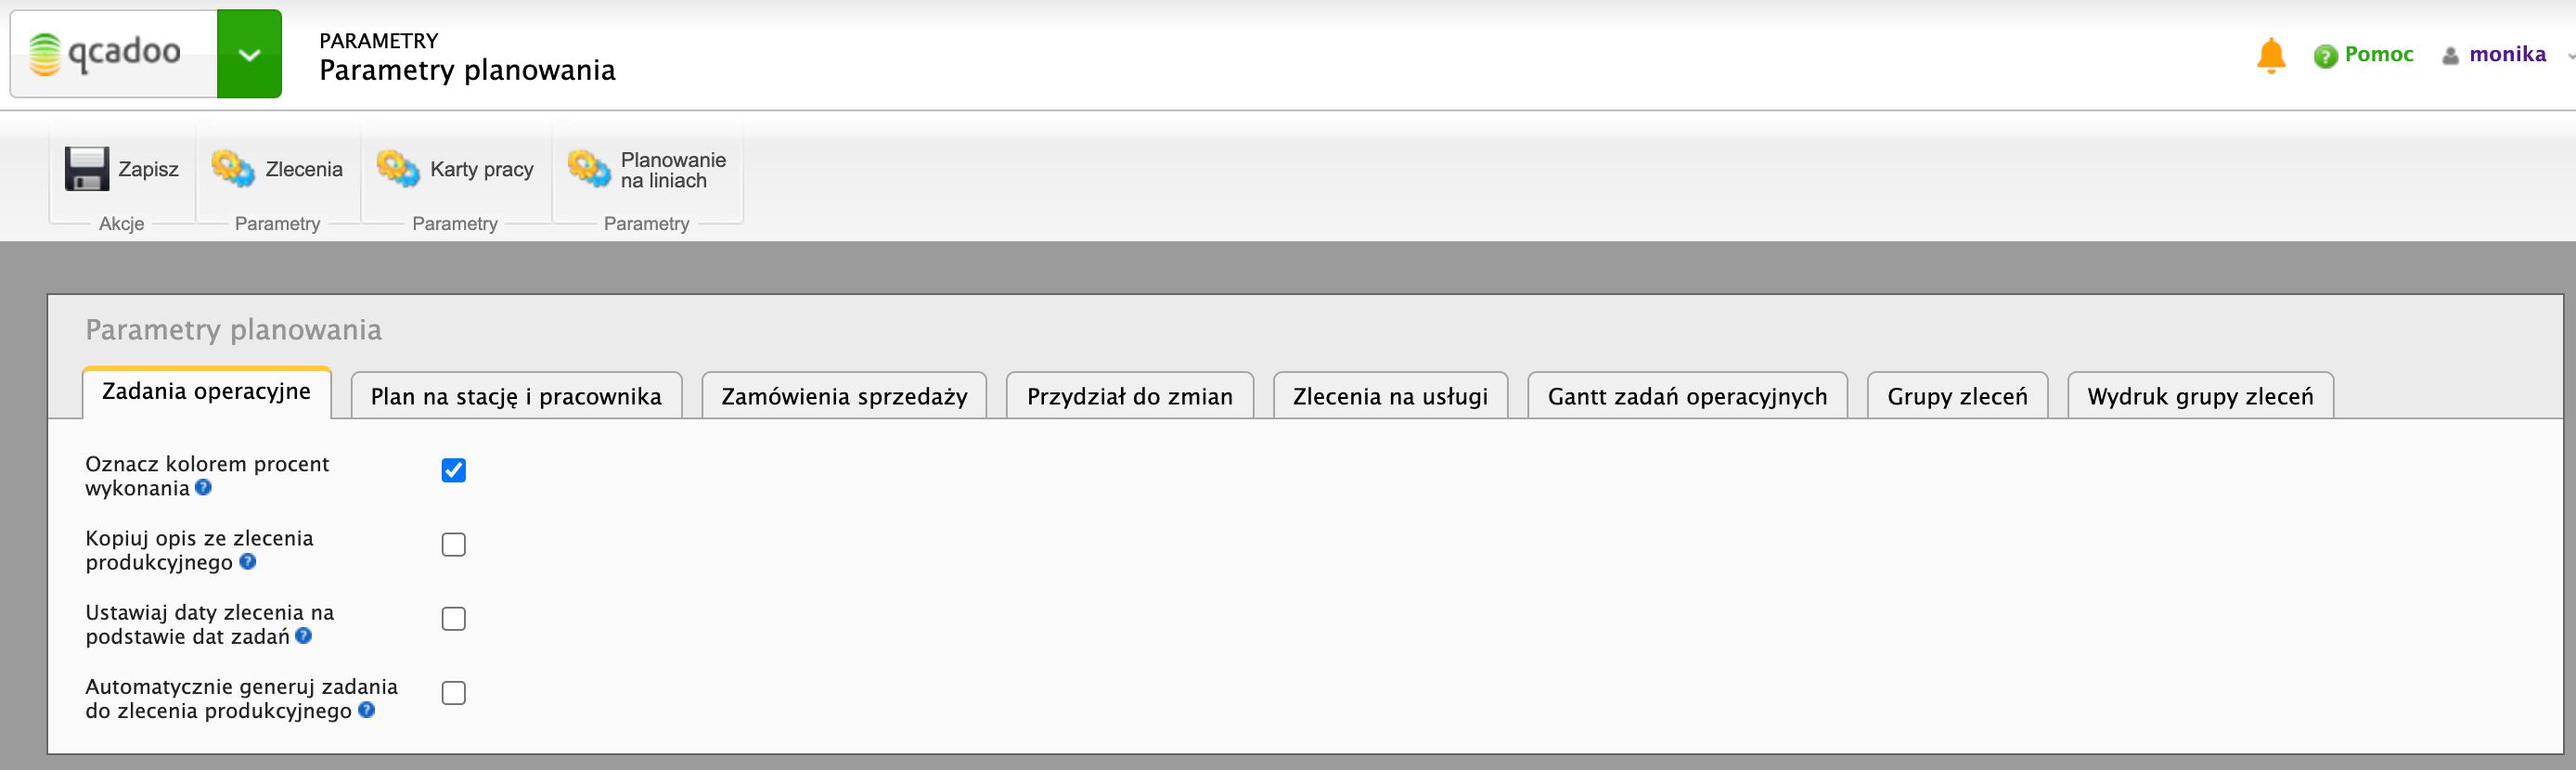 qcadoo
PARAMETRY
Parametry planowania
Pomoc
monika
Zapisz
Zlecenia
Karty pracy
Planowanie
na liniach
Akcje
Parametry
Parametry
Parametry
Parametry planowania
Zadania operacyjne
Plan na stację i pracownika
Zamówienia sprzedaży
Przydział do zmian
Zlecenia na usługi
Gantt zadań operacyjnych
Grupy zleceń
Wydruk grupy zleceń
Oznacz kolorem procent
wykonania
Kopiuj opis ze zlecenia
produkcyjnego
Ustawiaj daty zlecenia na
podstawie dat zadań
Automatycznie generuj zadania
do zlecenia produkcyjnego